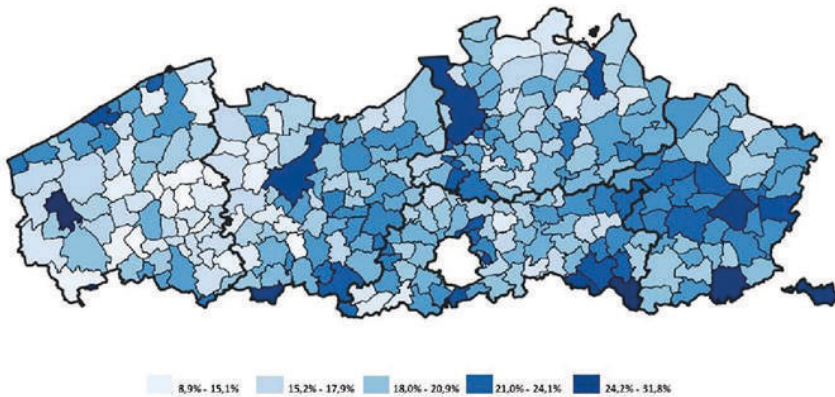 8,9% - 15,1% 15,2% - 17,9% 18,0% - 20,9% 21,0% - 24,1% 24,2% - 31,8%